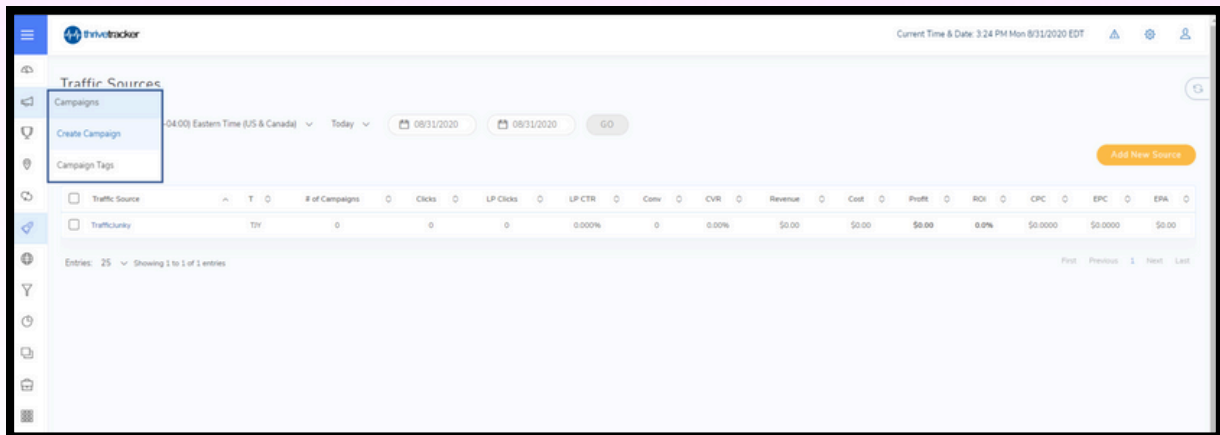 thrivetracker
Current Time & Date: 3:24 PM Mon 8/31/2020 EDT
Traffic Sources
Campaigns
Create Campaign
Campaign Tags
-04:00) Eastern Time (US & Canada) Today 08/31/2020 08/31/2020 GO
Add New Source
Traffic Source T # of Campaigns Clicks LP Clicks LP CTR Conv CVR Revenue Cost Profit ROI CPC EPC EPA
TrafficJunky TJY 0 0 0 0.000% 0 0.00% $0.00 $0.00 $0.00 0.0% $0.0000 $0.0000 $0.00
Entries: 25 Showing 1 to 1 of 1 entries
First Previous 1 Next Last